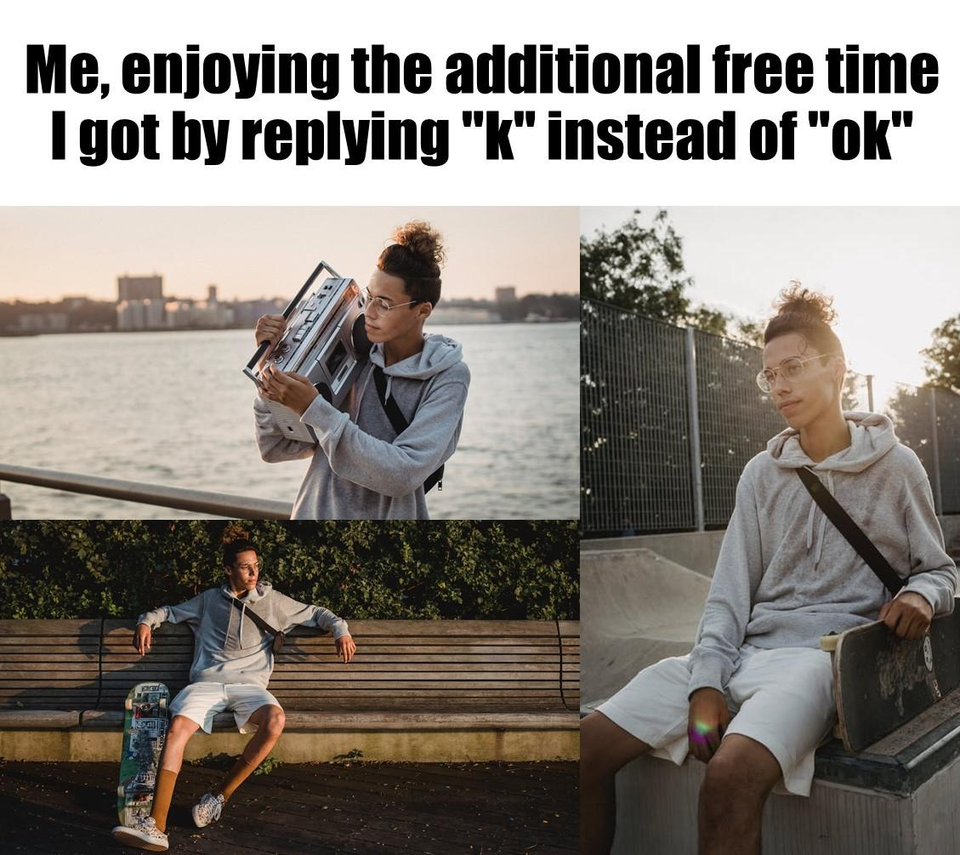 Me, enjoying the additional free time
I got by replying "k" instead of "ok"